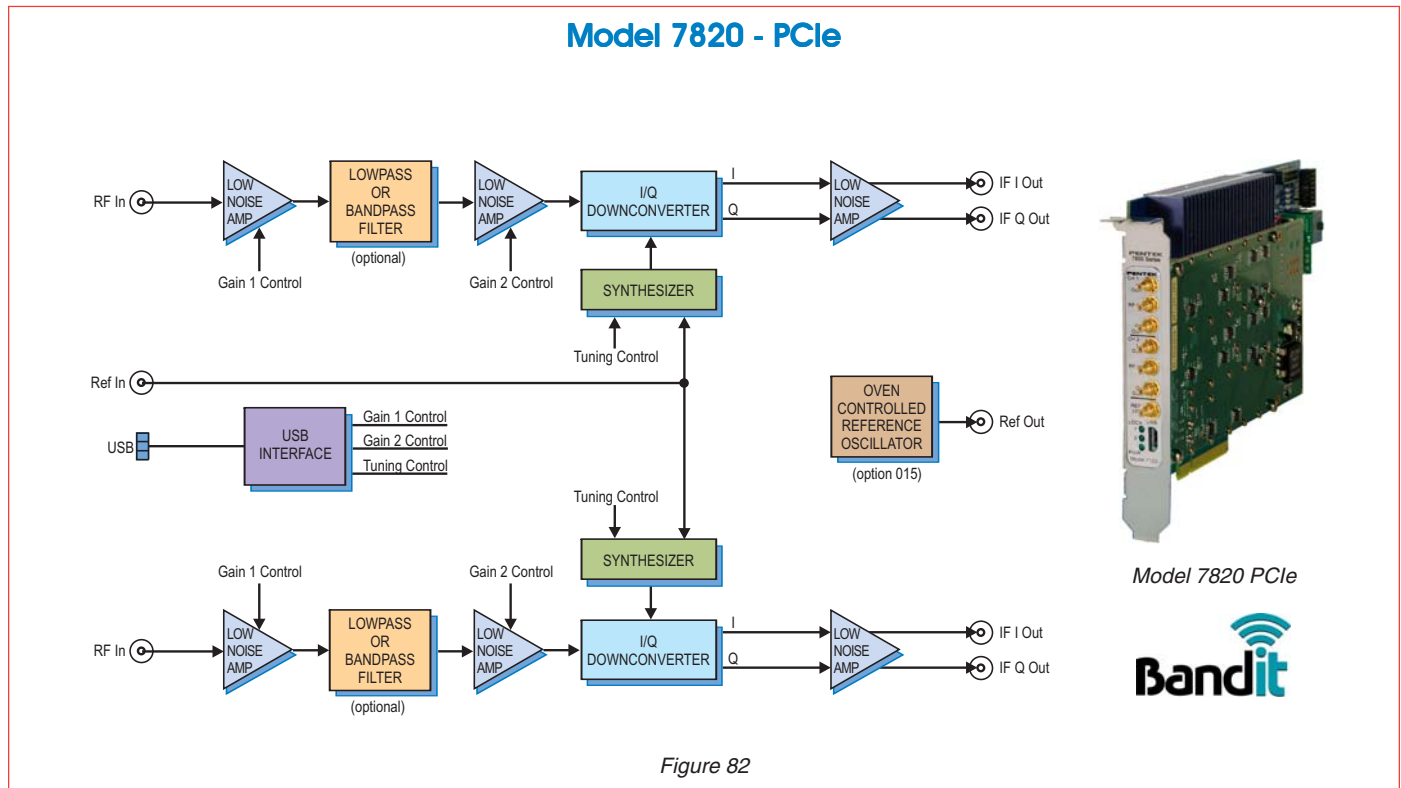 Model 7820 - PCIe
RF In
LOW
NOISE
AMP
Gain 1 Control
LOWPASS
OR
BANDPASS
FILTER
(optional)
LOW
NOISE
AMP
Gain 2 Control
I/Q
DOWNCONVERTER
I
Q
LOW
NOISE
AMP
IF I Out
IF Q Out
SYNTHESIZER
Tuning Control
Ref In
USB
USB
INTERFACE
Gain 1 Control
Gain 2 Control
Tuning Control
OVEN
CONTROLLED
REFERENCE
OSCILLATOR
(option 015)
Ref Out
Tuning Control
SYNTHESIZER
RF In
Gain 1 Control
LOW
NOISE
AMP
LOWPASS
OR
BANDPASS
FILTER
(optional)
Gain 2 Control
LOW
NOISE
AMP
I/Q
DOWNCONVERTER
I
Q
LOW
NOISE
AMP
IF I Out
IF Q Out
PENTEK
PENTEK
Model 7820 PCIe
Bandit
Figure 82